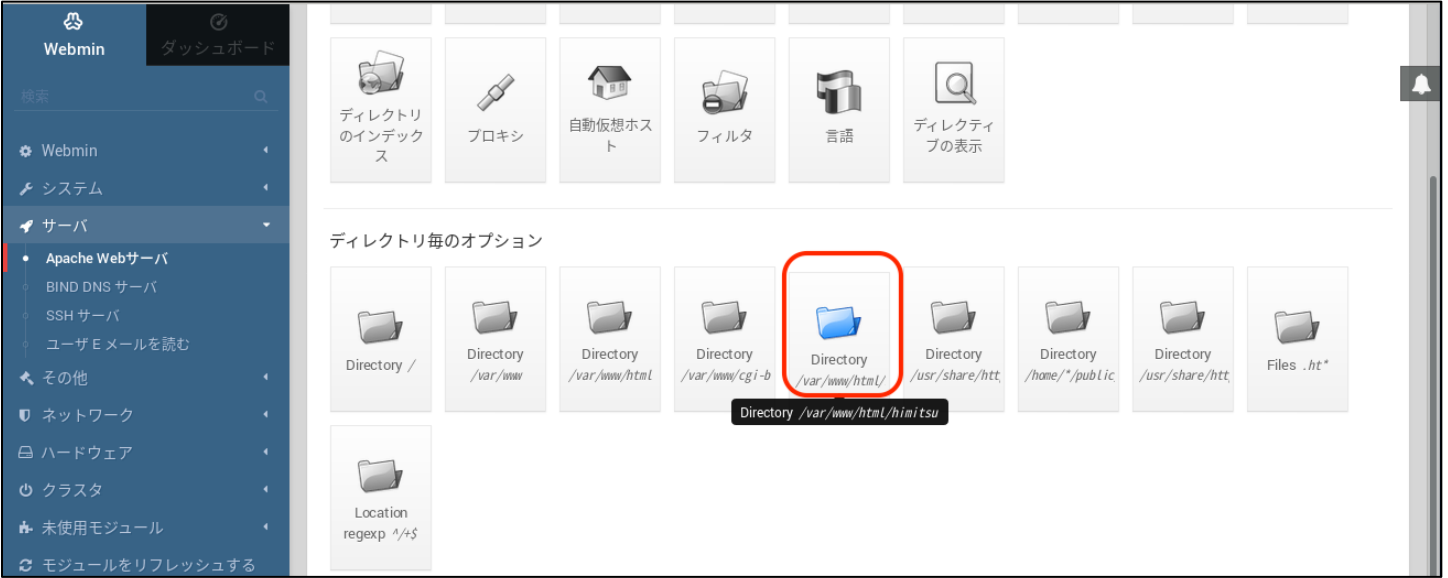 Webmin
ダッシュボード
検索
Webmin
システム
サーバ
Apache Webサーバ
BIND DNS サーバ
SSH サーバ
ユーザ E メールを読む
その他
ネットワーク
ハードウェア
クラスタ
未使用モジュール
モジュールをリフレッシュする
ディレクトリ
のインデック
ス
プロキシ
自動仮想ホス
ト
フィルタ
言語
ディレクティ
ブの表示
ディレクトリ毎のオプション
Directory /
Directory
/var/www
Directory
/var/www/html
Directory
/var/www/cgi-b
Directory
/var/www/html/
Directory
/usr/share/htt
Directory
/home/*/public
Directory
/usr/share/htt
Files .ht*
Directory /var/www/html/himitsu
Location
regexp ^/+$